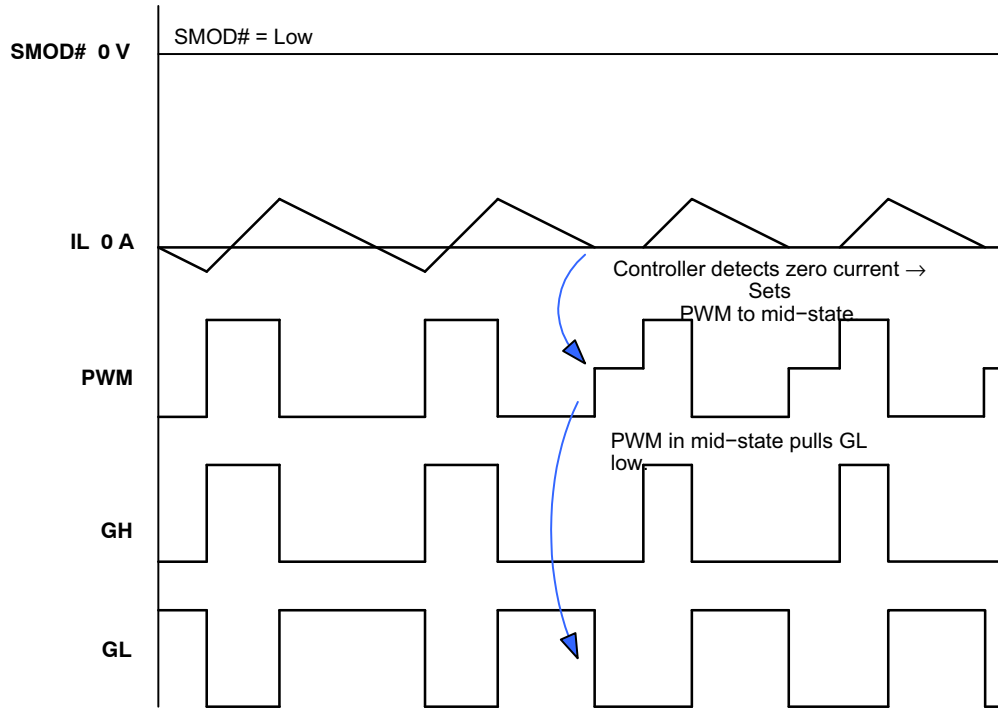 SMOD# = Low
SMOD# 0 V
IL 0 A
Controller detects zero current →
Sets
PWM to mid−state
PWM
PWM in mid−state pulls GL
low.
GH
GL